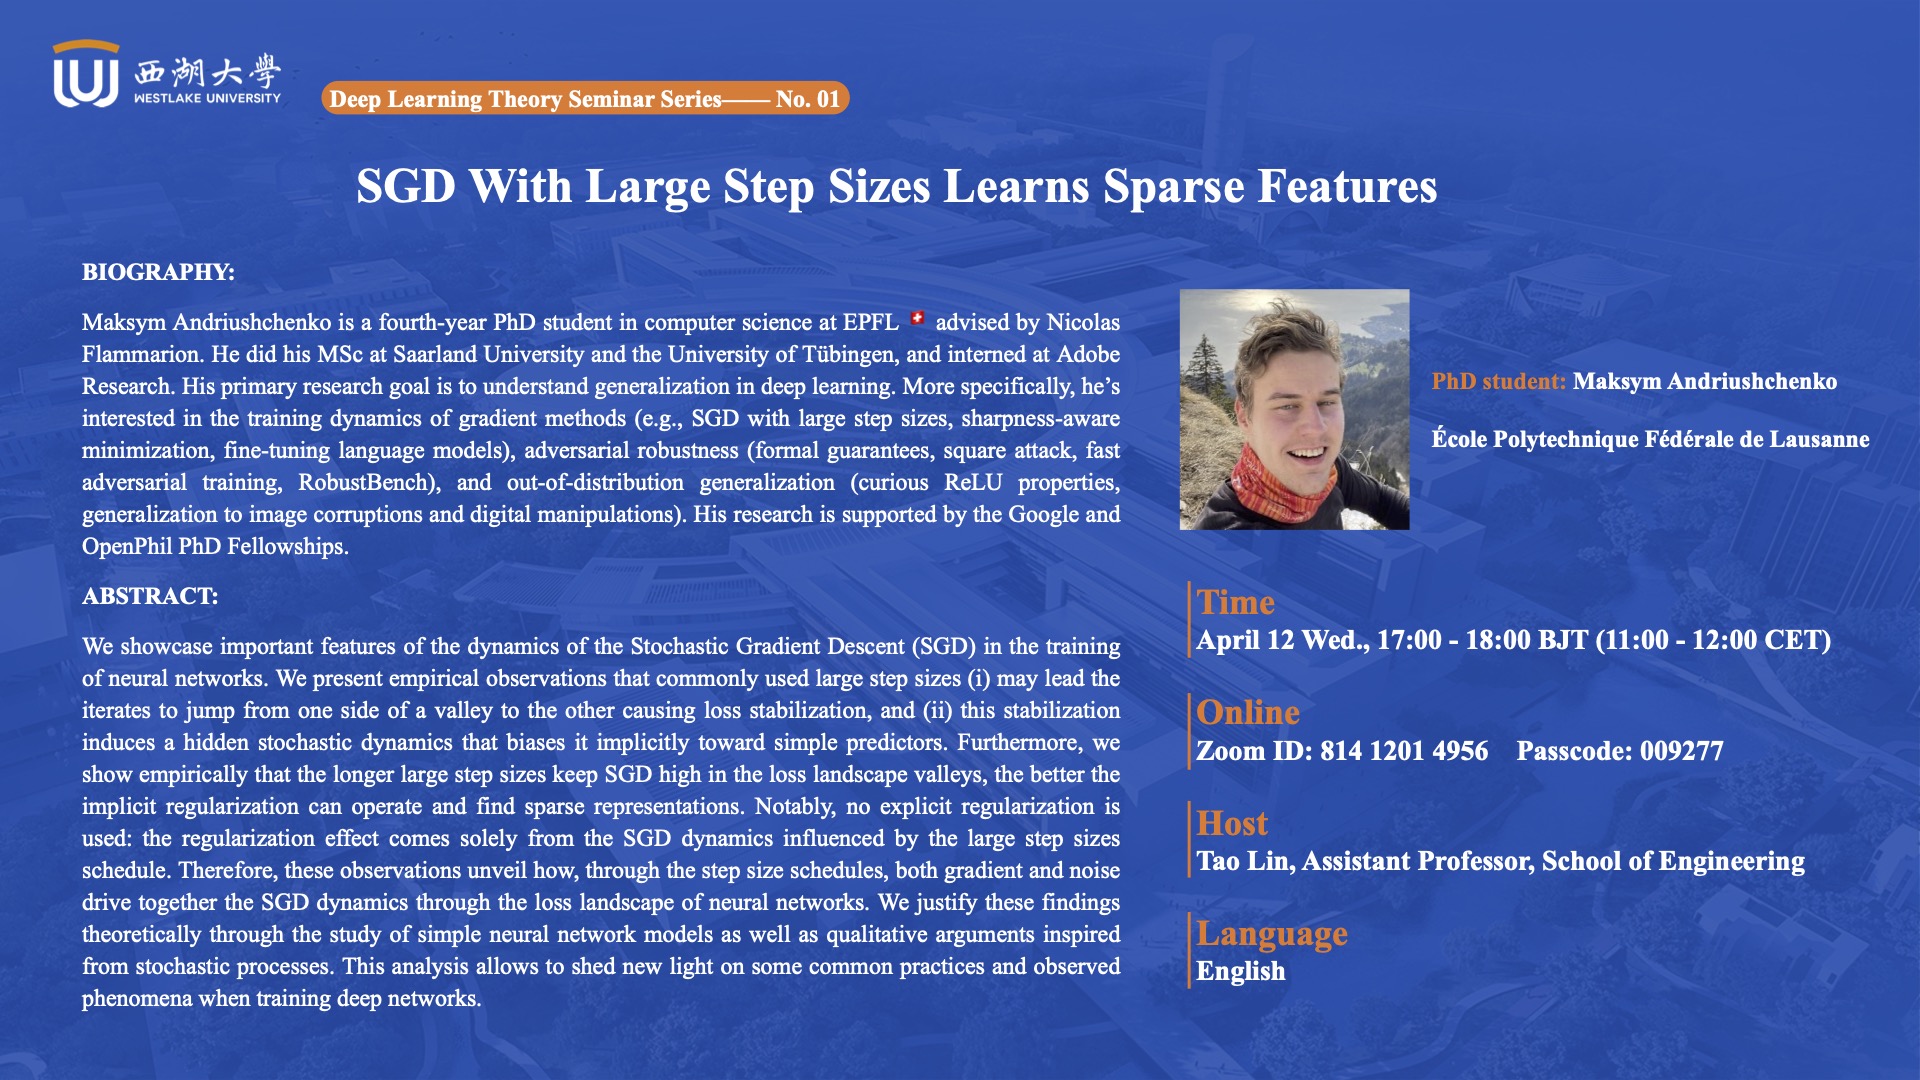 西湖大學
WESTLAKE UNIVERSITY
Deep Learning Theory Seminar Series—— No. 01
SGD With Large Step Sizes Learns Sparse Features
BIOGRAPHY:
Maksym Andriushchenko is a fourth-year PhD student in computer science at EPFL 🇨🇭 advised by Nicolas
Flammarion. He did his MSc at Saarland University and the University of Tübingen, and interned at Adobe
Research. His primary research goal is to understand generalization in deep learning. More specifically, he’s
interested in the training dynamics of gradient methods (e.g., SGD with large step sizes, sharpness-aware
minimization, fine-tuning language models), adversarial robustness (formal guarantees, square attack, fast
adversarial training, RobustBench), and out-of-distribution generalization (curious ReLU properties,
generalization to image corruptions and digital manipulations). His research is supported by the Google and
OpenPhil PhD Fellowships.
ABSTRACT:
We showcase important features of the dynamics of the Stochastic Gradient Descent (SGD) in the training
of neural networks. We present empirical observations that commonly used large step sizes (i) may lead the
iterates to jump from one side of a valley to the other causing loss stabilization, and (ii) this stabilization
induces a hidden stochastic dynamics that biases it implicitly toward simple predictors. Furthermore, we
show empirically that the longer large step sizes keep SGD high in the loss landscape valleys, the better the
implicit regularization can operate and find sparse representations. Notably, no explicit regularization is
used: the regularization effect comes solely from the SGD dynamics influenced by the large step sizes
schedule. Therefore, these observations unveil how, through the step size schedules, both gradient and noise
drive together the SGD dynamics through the loss landscape of neural networks. We justify these findings
theoretically through the study of simple neural network models as well as qualitative arguments inspired
from stochastic processes. This analysis allows to shed new light on some common practices and observed
phenomena when training deep networks.
PhD student: Maksym Andriushchenko
École Polytechnique Fédérale de Lausanne
Time
April 12 Wed., 17:00 - 18:00 BJT (11:00 - 12:00 CET)
Online
Zoom ID: 814 1201 4956 Passcode: 009277
Host
Tao Lin, Assistant Professor, School of Engineering
Language
English